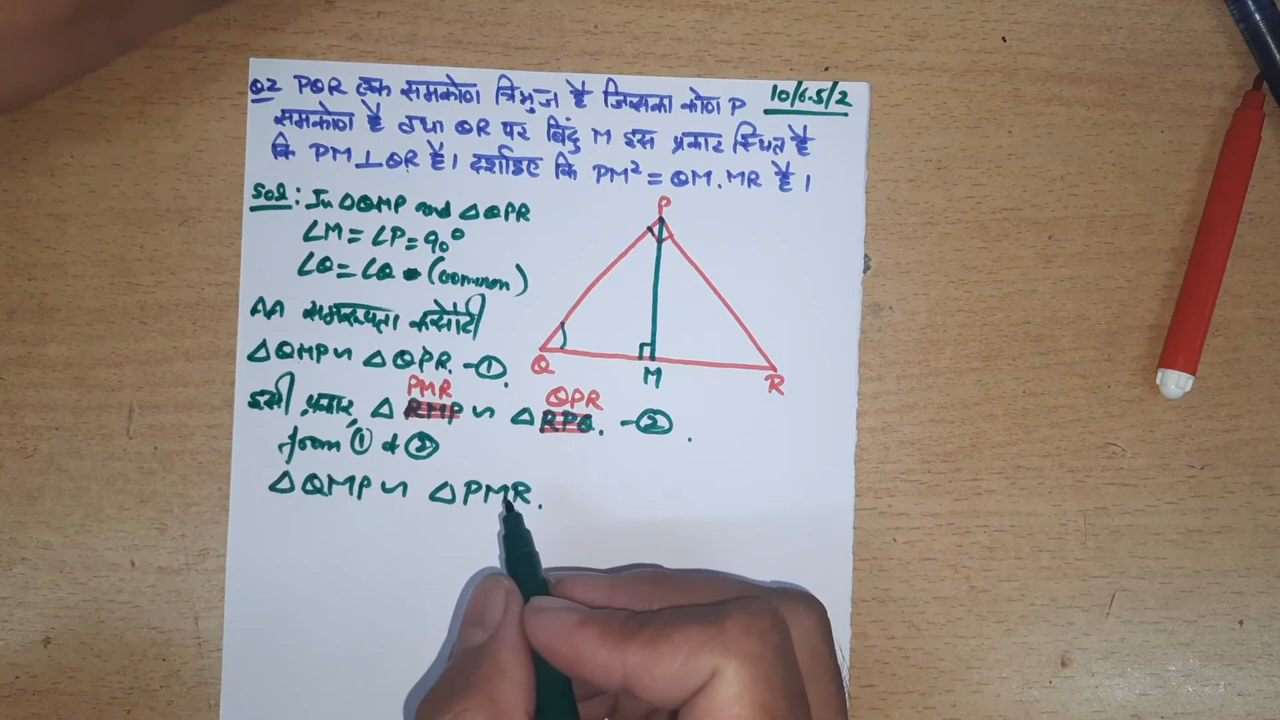 Q2 PQR एक समकोण त्रिभुज है जिसका कोण P 10/6.5/2
समकोण है तथा QR पर बिंदु M इस प्रकार स्थित है
कि PM⊥QR है। दर्शाइए कि PM² = QM.MR है।
Sol: In △QMP and △QPR
∠M = ∠P = 90°
∠Q = ∠Q (common)
AA समरूपता कसौटी
△QMP ~ △QPR. -①.
PMR QPR
इसी प्रकार, △ RMP ~ △ RPQ. -②.
from ① & ②
△QMP ~ △PMR.
P
Q
M
R